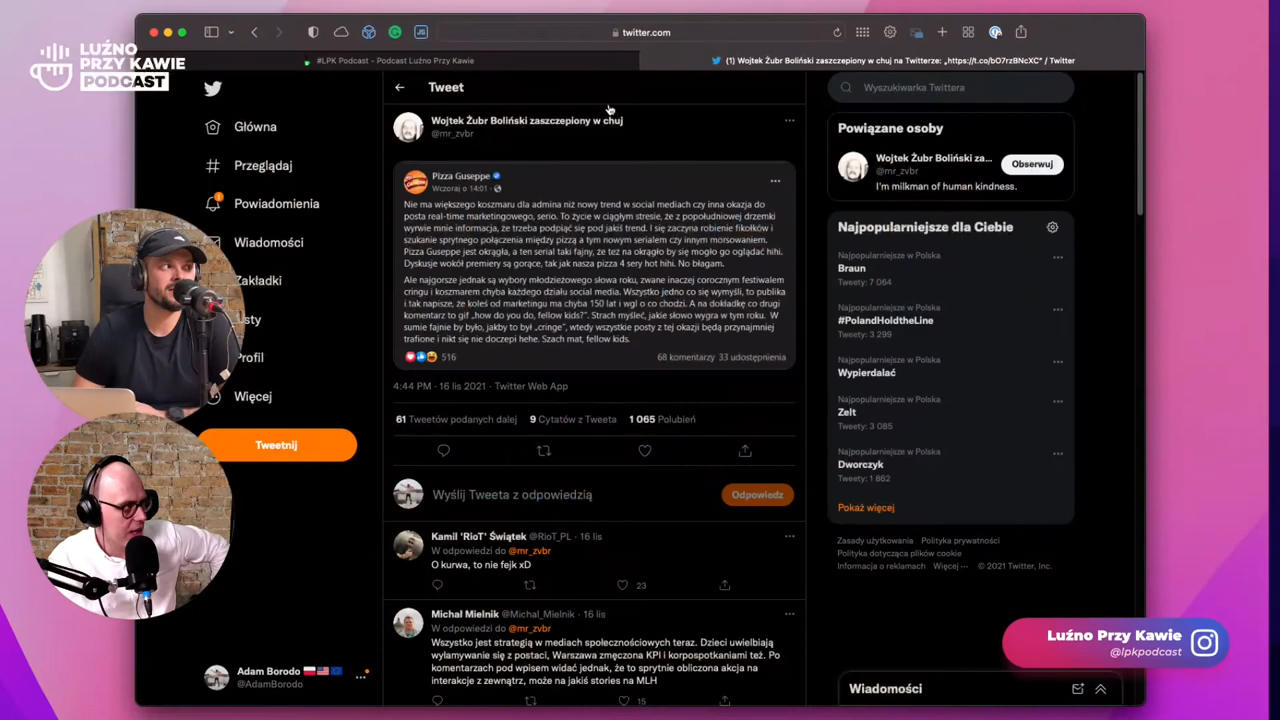 LUŹNO
PRZY KAWIE
PODCAST
twitter.com
#LPK Podcast – Podcast Luźno Przy Kawie
(1) Wojtek Żubr Boliński zaszczepiony w chuj na Twitterze: „https://t.co/bO7rzBNcXC" / Twitter
Główna
Przeglądaj
1
Powiadomienia
Wiadomości
Zakładki
Profil
Więcej
Tweetnij
Adam Borodo
@AdamBorodo
Tweet
Wojtek Żubr Boliński zaszczepiony w chuj
@mr_zvbr
Pizza Guseppe
Wczoraj o 14:01 ·
Nie ma większego koszmaru dla admina niż nowy trend w social mediach czy inna okazja do
posta real-time marketingowego, serio. To życie w ciągłym stresie, że z popołudniowej drzemki
wyrwie mnie informacja, że trzeba podpiąć się pod jakiś trend. I się zaczyna robienie fikołków i
szukanie sprytnego połączenia między pizzą a tym nowym serialem czy innym morsowaniem.
Pizza Guseppe jest okrągła, a ten serial taki fajny, że też na okrągło by się mogło go oglądać hihi.
Dyskusje wokół premiery są gorące, tak jak nasza pizza 4 sery hot hihi. No błagam.
Ale najgorsze jednak są wybory młodzieżowego słowa roku, zwane inaczej corocznym festiwalem
cringu i koszmarem chyba każdego działu social media. Wszystko jedno co się wymyśli, to publika
i tak napisze, że koleś od marketingu ma chyba 150 lat i wgl o co chodzi. A na dokładkę co drugi
komentarz to gif „how do you do, fellow kids?". Strach myśleć, jakie słowo wygra w tym roku. W
sumie fajnie by było, jakby to był „cringe", wtedy wszystkie posty z tej okazji będą przynajmniej
trafione i nikt się nie doczepi hehe. Szach mat, fellow kids.
516
68 komentarzy 33 udostępnienia
4:44 PM · 16 lis 2021 · Twitter Web App
61 Tweetów podanych dalej 9 Cytatów z Tweeta 1 065 Polubień
Wyślij Tweeta z odpowiedzią
Odpowiedz
Kamil 'RioT' Świątek @RioT_PL · 16 lis
W odpowiedzi do @mr_zvbr
O kurwa, to nie fejk xD
23
Michal Mielnik @Michal_Mielnik · 16 lis
W odpowiedzi do @mr_zvbr
Wszystko jest strategią w mediach społecznościowych teraz. Dzieci uwielbiają
wyłamywanie się z postaci, Warszawa zmęczona KPI i korpospotkaniami też. Po
komentarzach pod wpisem widać jednak, że to sprytnie obliczona akcja na
interakcje z zewnątrz, może na jakiś stories na MLH
15
Wyszukiwarka Twittera
Powiązane osoby
Wojtek Żubr Boliński za...
@mr_zvbr
Obserwuj
I'm milkman of human kindness.
Najpopularniejsze dla Ciebie
Najpopularniejsze w Polsce
Braun
Tweety: 7 064
Najpopularniejsze w Polsce
#PolandHoldtheLine
Tweety: 3 299
Najpopularniejsze w Polsce
Wypierdalać
Najpopularniejsze w Polsce
Zelt
Tweety: 3 085
Najpopularniejsze w Polsce
Dworczyk
Tweety: 1 862
Pokaż więcej
Zasady użytkowania Polityka prywatności
Polityka dotycząca plików cookie
Informacja o reklamach Więcej ··· © 2021 Twitter, Inc.
Luźno Przy Kawie
@lpkpodcast
Wiadomości